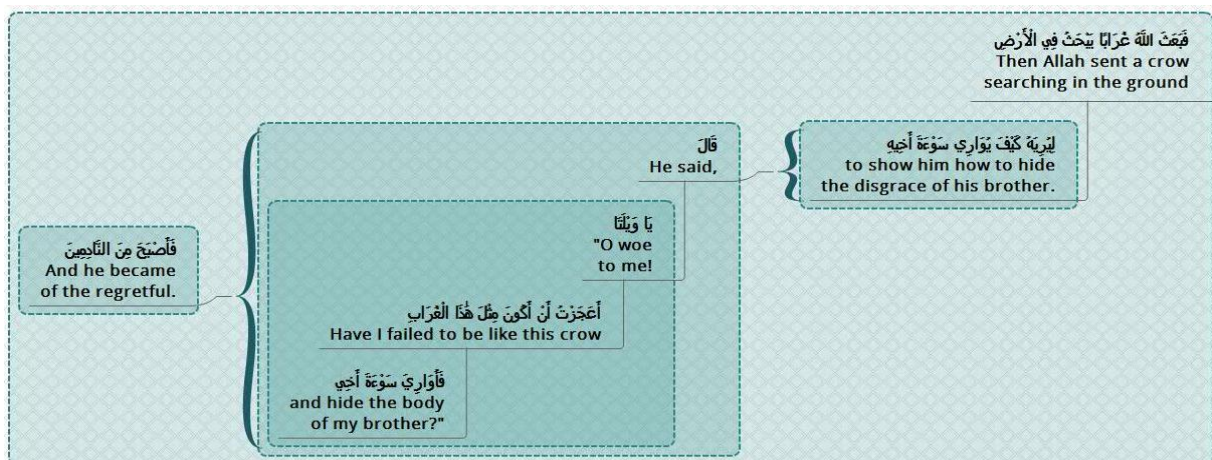 فَبَعَثَ اللَّهُ غُرَابًا يَبْحَثُ فِي الْأَرْضِ
Then Allah sent a crow
searching in the ground
لِيُرِيَهُ كَيْفَ يُوَارِي سَوْءَةَ أَخِيهِ
to show him how to hide
the disgrace of his brother.
قَالَ
He said,
يَا وَيْلَتَا
"O woe
to me!
أَعَجَزْتُ أَنْ أَكُونَ مِثْلَ هَٰذَا الْغُرَابِ
Have I failed to be like this crow
فَأُوَارِيَ سَوْءَةَ أَخِي
and hide the body
of my brother?"
فَأَصْبَحَ مِنَ النَّادِمِينَ
And he became
of the regretful.